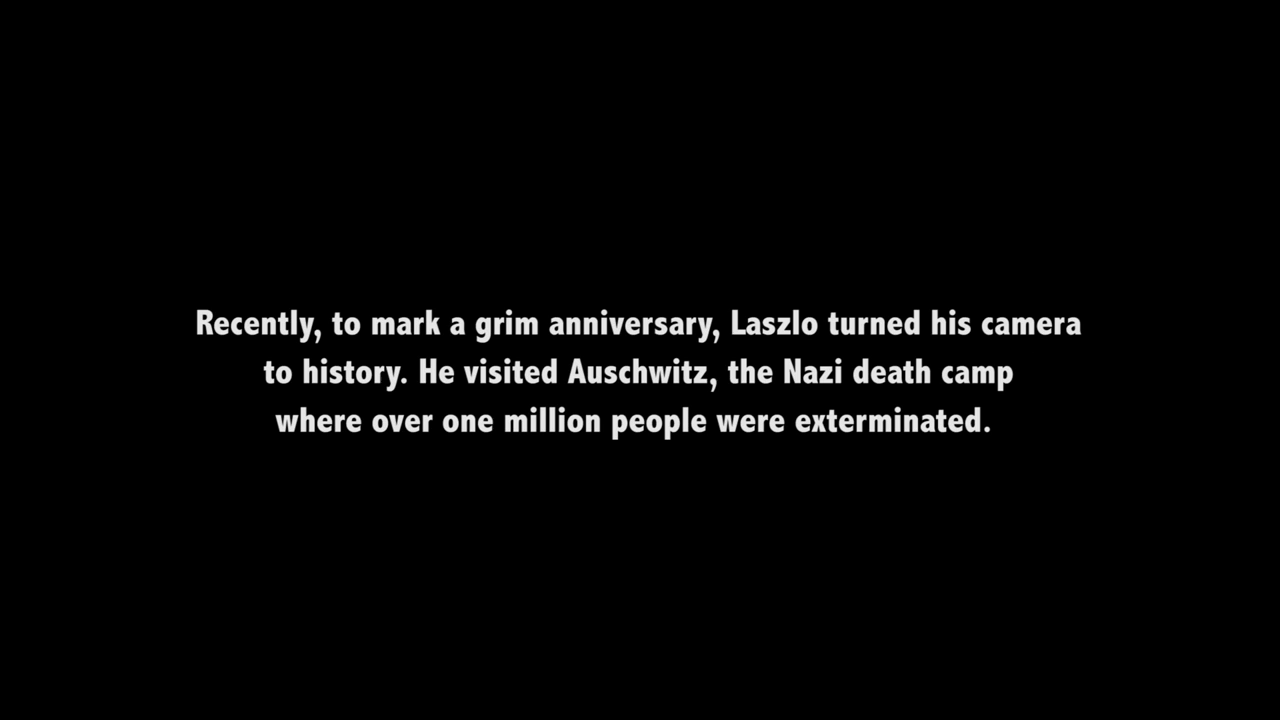 Recently, to mark a grim anniversary, Laszlo turned his camera
to history. He visited Auschwitz, the Nazi death camp
where over one million people were exterminated.